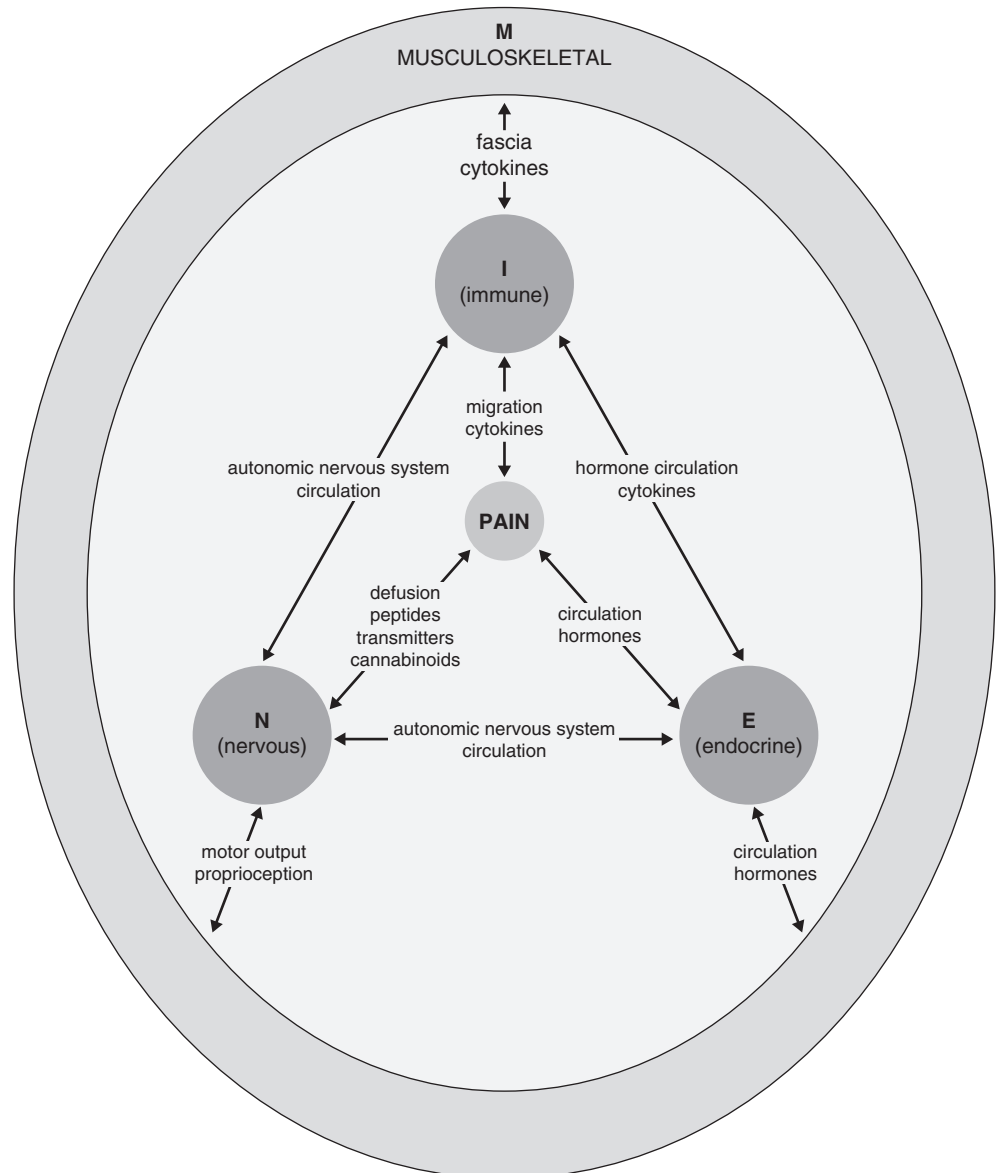 M
MUSCULOSKELETAL
fascia
cytokines
I
(immune)
migration
cytokines
autonomic nervous system
circulation
hormone circulation
cytokines
PAIN
defusion
peptides
transmitters
cannabinoids
circulation
hormones
N
(nervous)
autonomic nervous system
circulation
E
(endocrine)
motor output
proprioception
circulation
hormones